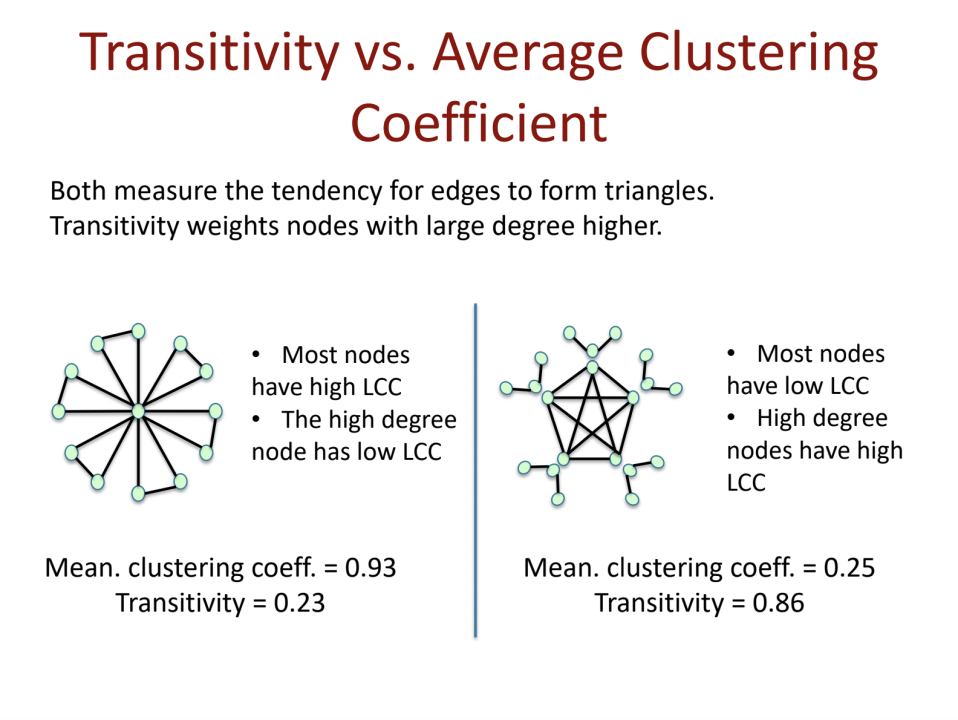 Transitivity vs. Average Clustering
Coefficient
Both measure the tendency for edges to form triangles.
Transitivity weights nodes with large degree higher.
• Most nodes
have high LCC
• The high degree
node has low LCC
Mean. clustering coeff. = 0.93
Transitivity = 0.23
• Most nodes
have low LCC
• High degree
nodes have high
LCC
Mean. clustering coeff. = 0.25
Transitivity = 0.86